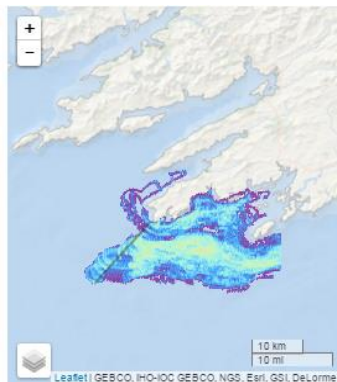 +
−
10 km
10 mi
Leaflet | GEBCO, IHO-IOC GEBCO, NGS, Esri, GSI, DeLorme